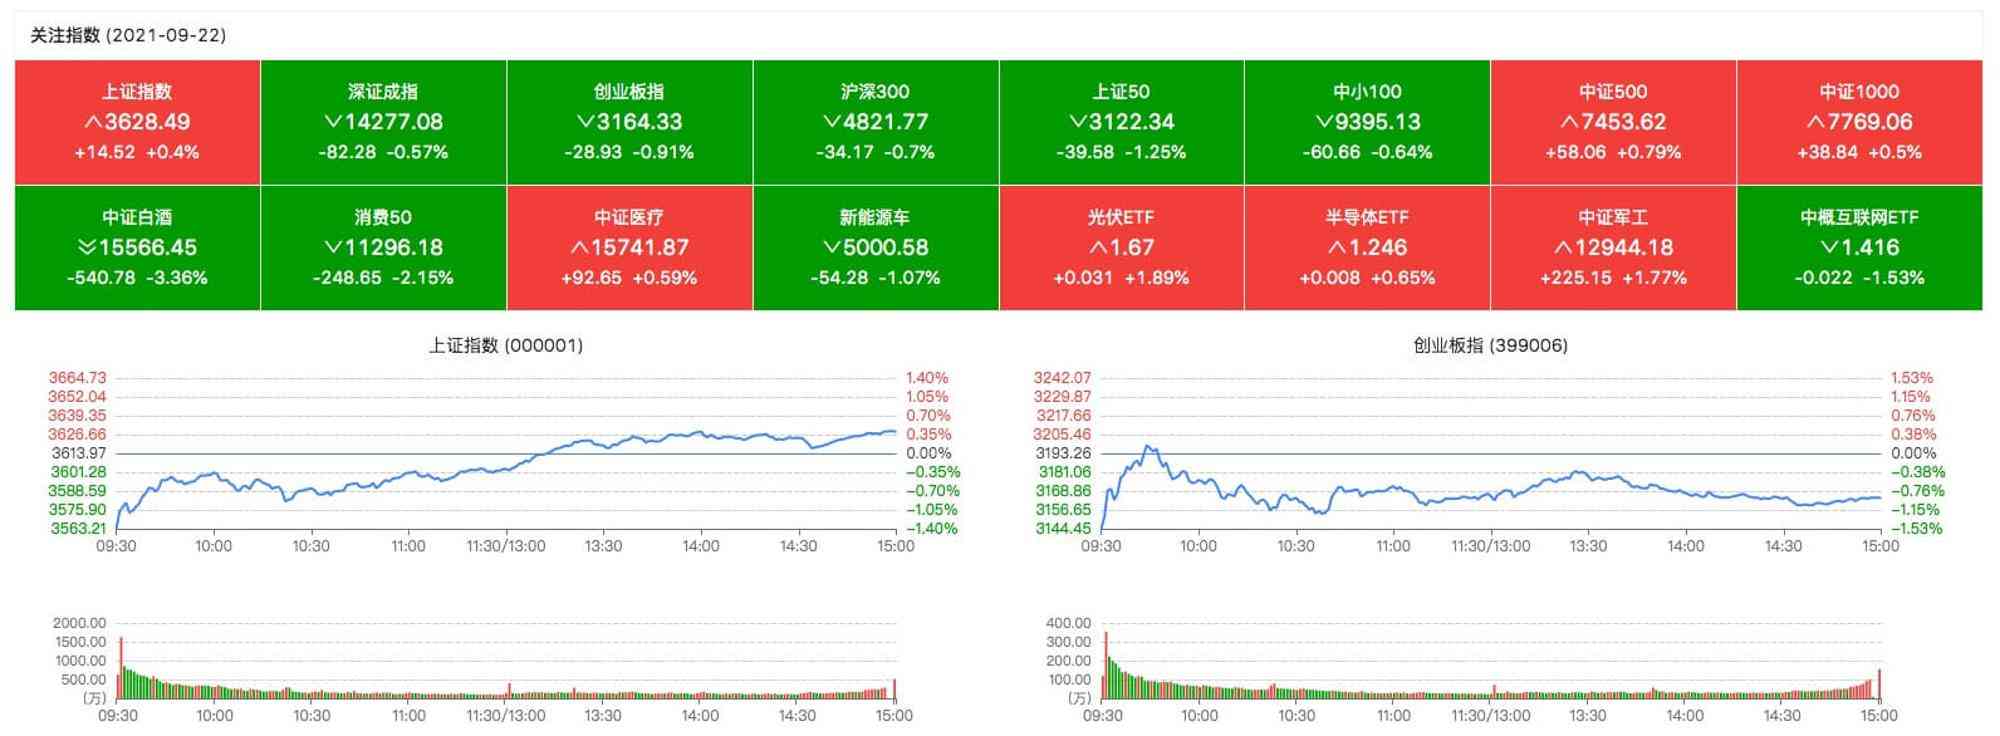 关注指数 (2021-09-22)
上证指数 深证成指 创业板指 沪深300 上证50 中小100 中证500 中证1000
3628.49 14277.08 3164.33 4821.77 3122.34 9395.13 7453.62 7769.06
+14.52 +0.4% -82.28 -0.57% -28.93 -0.91% -34.17 -0.7% -39.58 -1.25% -60.66 -0.64% +58.06 +0.79% +38.84 +0.5%
中证白酒 消费50 中证医疗 新能源车 光伏ETF 半导体ETF 中证军工 中概互联网ETF
15566.45 11296.18 15741.87 5000.58 1.67 1.246 12944.18 1.416
-540.78 -3.36% -248.65 -2.15% +92.65 +0.59% -54.28 -1.07% +0.031 +1.89% +0.008 +0.65% +225.15 +1.77% -0.022 -1.53%
上证指数 (000001)
3664.73 1.40%
3652.04 1.05%
3639.35 0.70%
3626.66 0.35%
3613.97 0.00%
3601.28 -0.35%
3588.59 -0.70%
3575.90 -1.05%
3563.21 -1.40%
09:30 10:00 10:30 11:00 11:30/13:00 13:30 14:00 14:30 15:00
2000.00
1500.00
1000.00
500.00
(万)
09:30 10:00 10:30 11:00 11:30/13:00 13:30 14:00 14:30 15:00
创业板指 (399006)
3242.07 1.53%
3229.87 1.15%
3217.66 0.76%
3205.46 0.38%
3193.26 0.00%
3181.06 -0.38%
3168.86 -0.76%
3156.65 -1.15%
3144.45 -1.53%
09:30 10:00 10:30 11:00 11:30/13:00 13:30 14:00 14:30 15:00
400.00
300.00
200.00
100.00
(万)
09:30 10:00 10:30 11:00 11:30/13:00 13:30 14:00 14:30 15:00